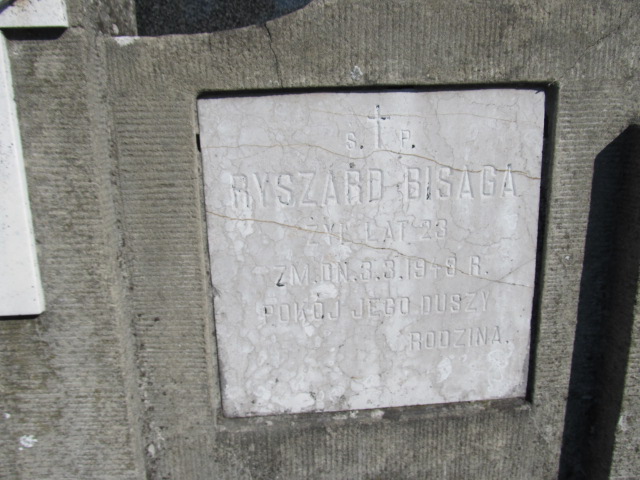 S. P.
RYSZARD BISAGA
ŻYŁ LAT 23
ZM. DN. 3.3.1948 R.
POKÓJ JEGO DUSZY
RODZINA.